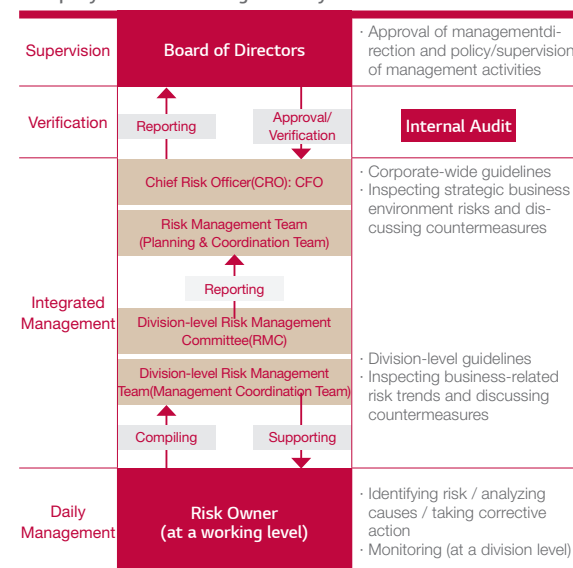 Supervision
Board of Directors
· Approval of managementdi-
rection and policy/supervision
of management activities
Verification
Reporting
Approval/
Verification
Internal Audit
Integrated
Management
Chief Risk Officer(CRO): CFO
Risk Management Team
(Planning & Coordination Team)
Reporting
Division-level Risk Management
Committee(RMC)
Division-level Risk Management
Team(Management Coordination Team)
Compiling
Supporting
· Corporate-wide guidelines
· Inspecting strategic business
environment risks and dis-
cussing countermeasures
· Division-level guidelines
· Inspecting business-related
risk trends and discussing
countermeasures
Daily
Management
Risk Owner
(at a working level)
· Identifying risk / analyzing
causes / taking corrective
action
· Monitoring (at a division level)